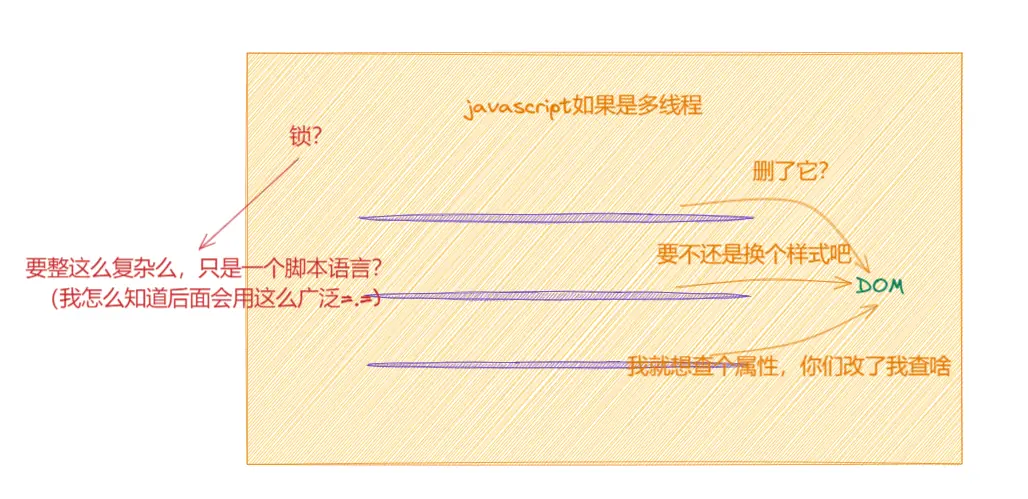 javascript如果是多线程
锁？
删了它？
要不还是换个样式吧
要整这么复杂么，只是一个脚本语言？
（我怎么知道后面会用这么广泛=.=）
DOM
我就想查个属性，你们改了我查啥